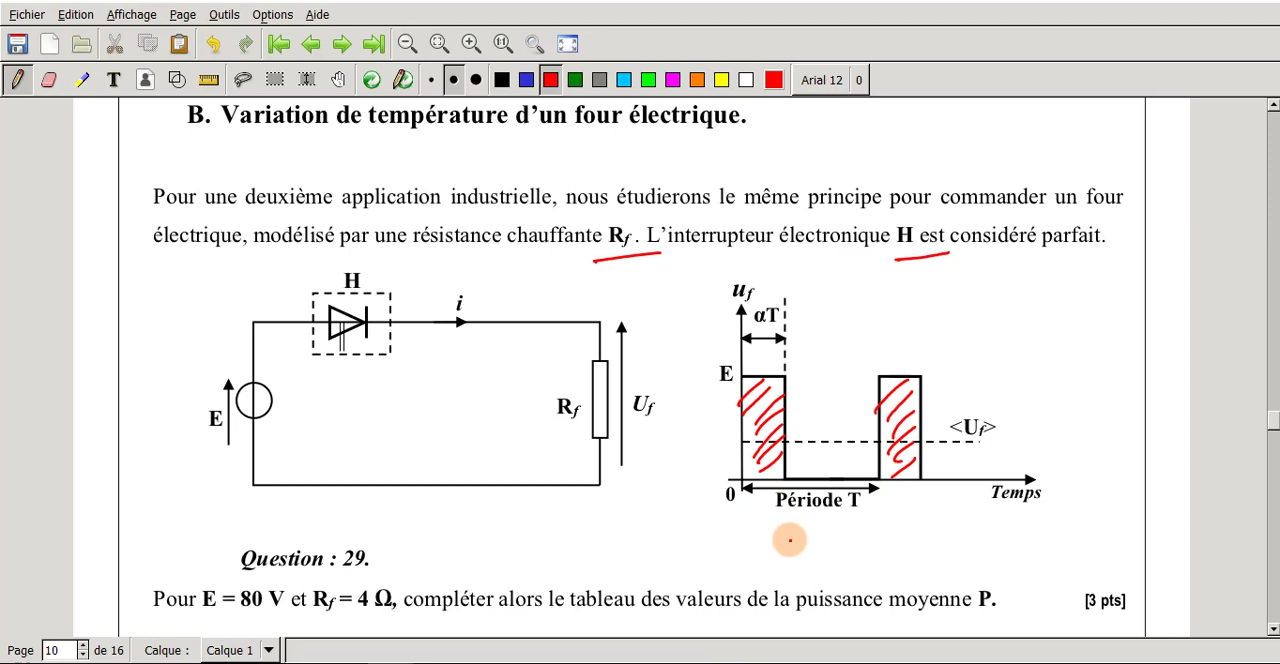 Fichier Edition Affichage Page Outils Options Aide
T Arial 12 0
B. Variation de température d’un four électrique.
Pour une deuxième application industrielle, nous étudierons le même principe pour commander un four
électrique, modélisé par une résistance chauffante Rf . L’interrupteur électronique H est considéré parfait.
H
i
E
Rf
Uf
uf
αT
E
<Uf>
0
Période T
Temps
Question : 29.
Pour E = 80 V et Rf = 4 Ω, compléter alors le tableau des valeurs de la puissance moyenne P. [3 pts]
Page 10 de 16 Calque : Calque 1